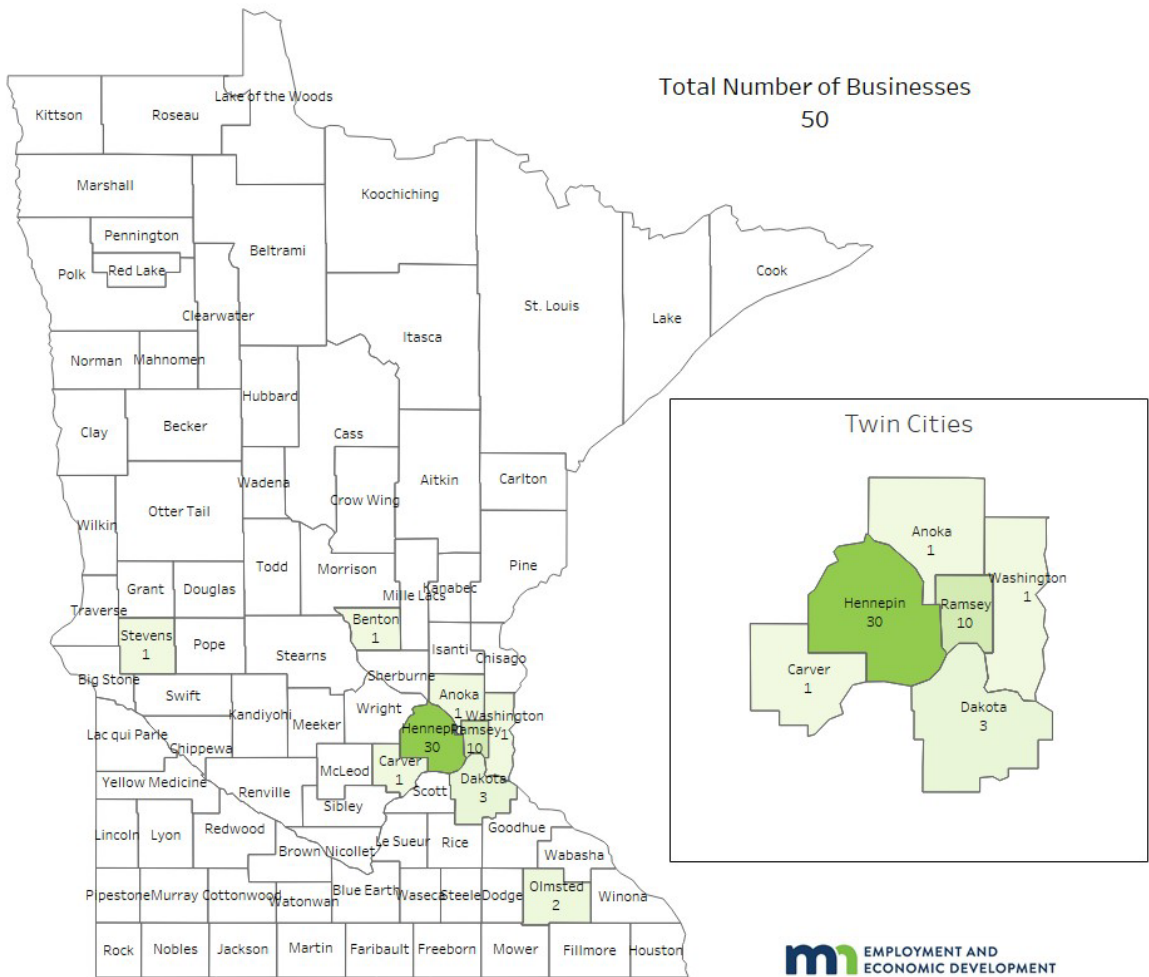 Total Number of Businesses
50
Kittson
Roseau
Lake of the Woods
Marshall
Koochiching
Pennington
Beltrami
Polk
Red Lake
Cook
St. Louis
Clearwater
Lake
Itasca
Norman
Mahnomen
Hubbard
Becker
Clay
Cass
Wadena
Aitkin
Carlton
Crow Wing
Otter Tail
Wilkin
Todd
Morrison
Pine
Grant
Douglas
Kanabec
Mille Lacs
Traverse
Stevens
1
Pope
Benton
1
Stearns
Isanti
Chisago
Big Stone
Sherburne
Swift
Anoka
1
Wright
Kandiyohi
Meeker
Washington
1
Hennepin
30
Ramsey
10
Lac qui Parle
Chippewa
Carver
1
McLeod
Dakota
3
Yellow Medicine
Renville
Scott
Sibley
Lincoln
Lyon
Redwood
Goodhue
Le Sueur
Rice
Brown
Nicollet
Wabasha
Pipestone
Murray
Cottonwood
Watonwan
Blue Earth
Waseca
Steele
Dodge
Olmsted
2
Winona
Rock
Nobles
Jackson
Martin
Faribault
Freeborn
Mower
Fillmore
Houston
Twin Cities
Anoka
1
Washington
1
Hennepin
30
Ramsey
10
Carver
1
Dakota
3
mn EMPLOYMENT AND
ECONOMIC DEVELOPMENT